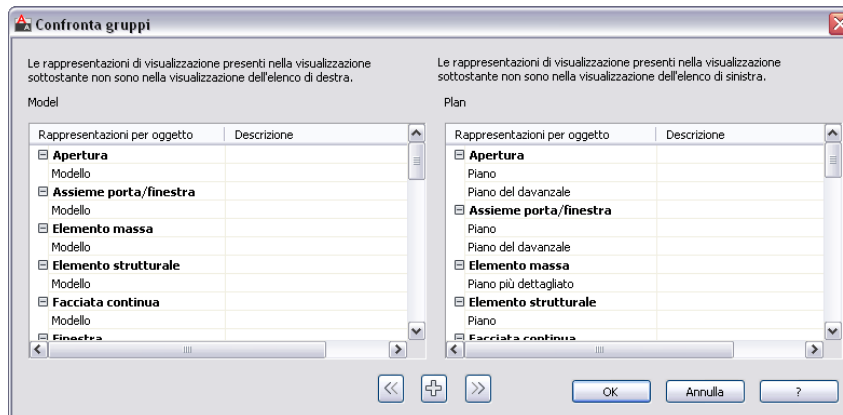 Confronta gruppi
Le rappresentazioni di visualizzazione presenti nella visualizzazione
sottostante non sono nella visualizzazione dell'elenco di destra.
Model
Rappresentazioni per oggetto Descrizione
Apertura
Modello
Assieme porta/finestra
Modello
Elemento massa
Modello
Elemento strutturale
Modello
Facciata continua
Modello
Finestra
Le rappresentazioni di visualizzazione presenti nella visualizzazione
sottostante non sono nella visualizzazione dell'elenco di sinistra.
Plan
Rappresentazioni per oggetto Descrizione
Apertura
Piano
Piano del davanzale
Assieme porta/finestra
Piano
Piano del davanzale
Elemento massa
Piano più dettagliato
Elemento strutturale
Piano
Facciata continua
OK Annulla ?